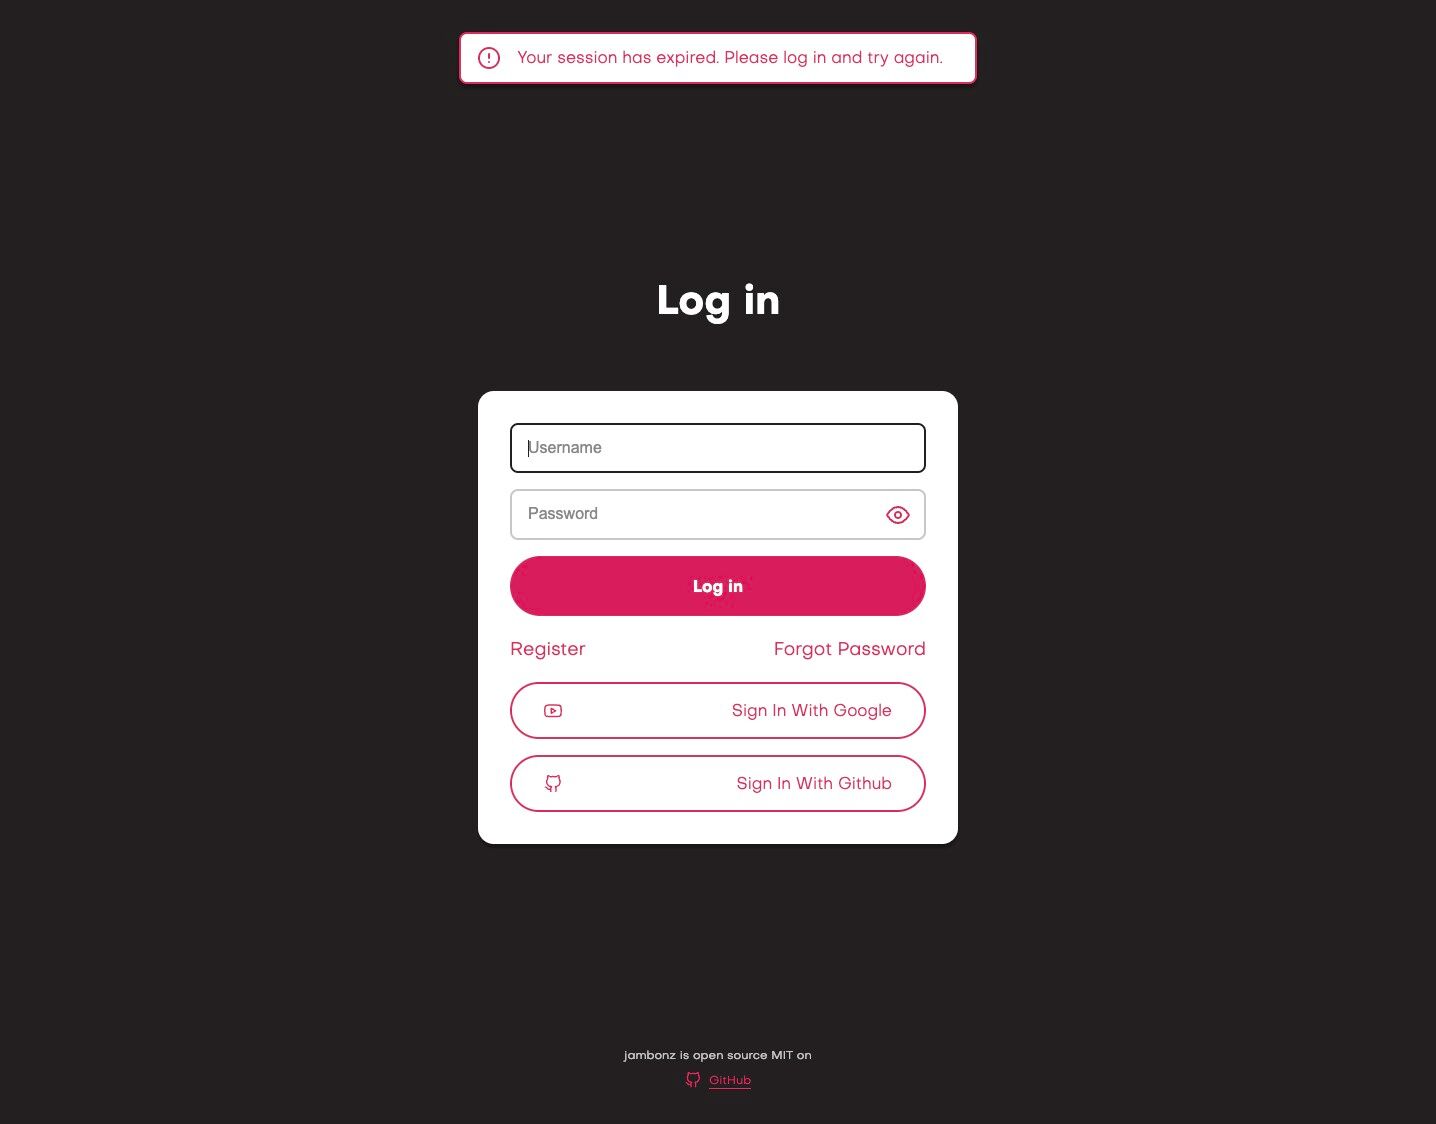 Your session has expired. Please log in and try again.
Log in
Username
Password
Log in
Register
Forgot Password
Sign In With Google
Sign In With Github
jambonz is open source MIT on
GitHub